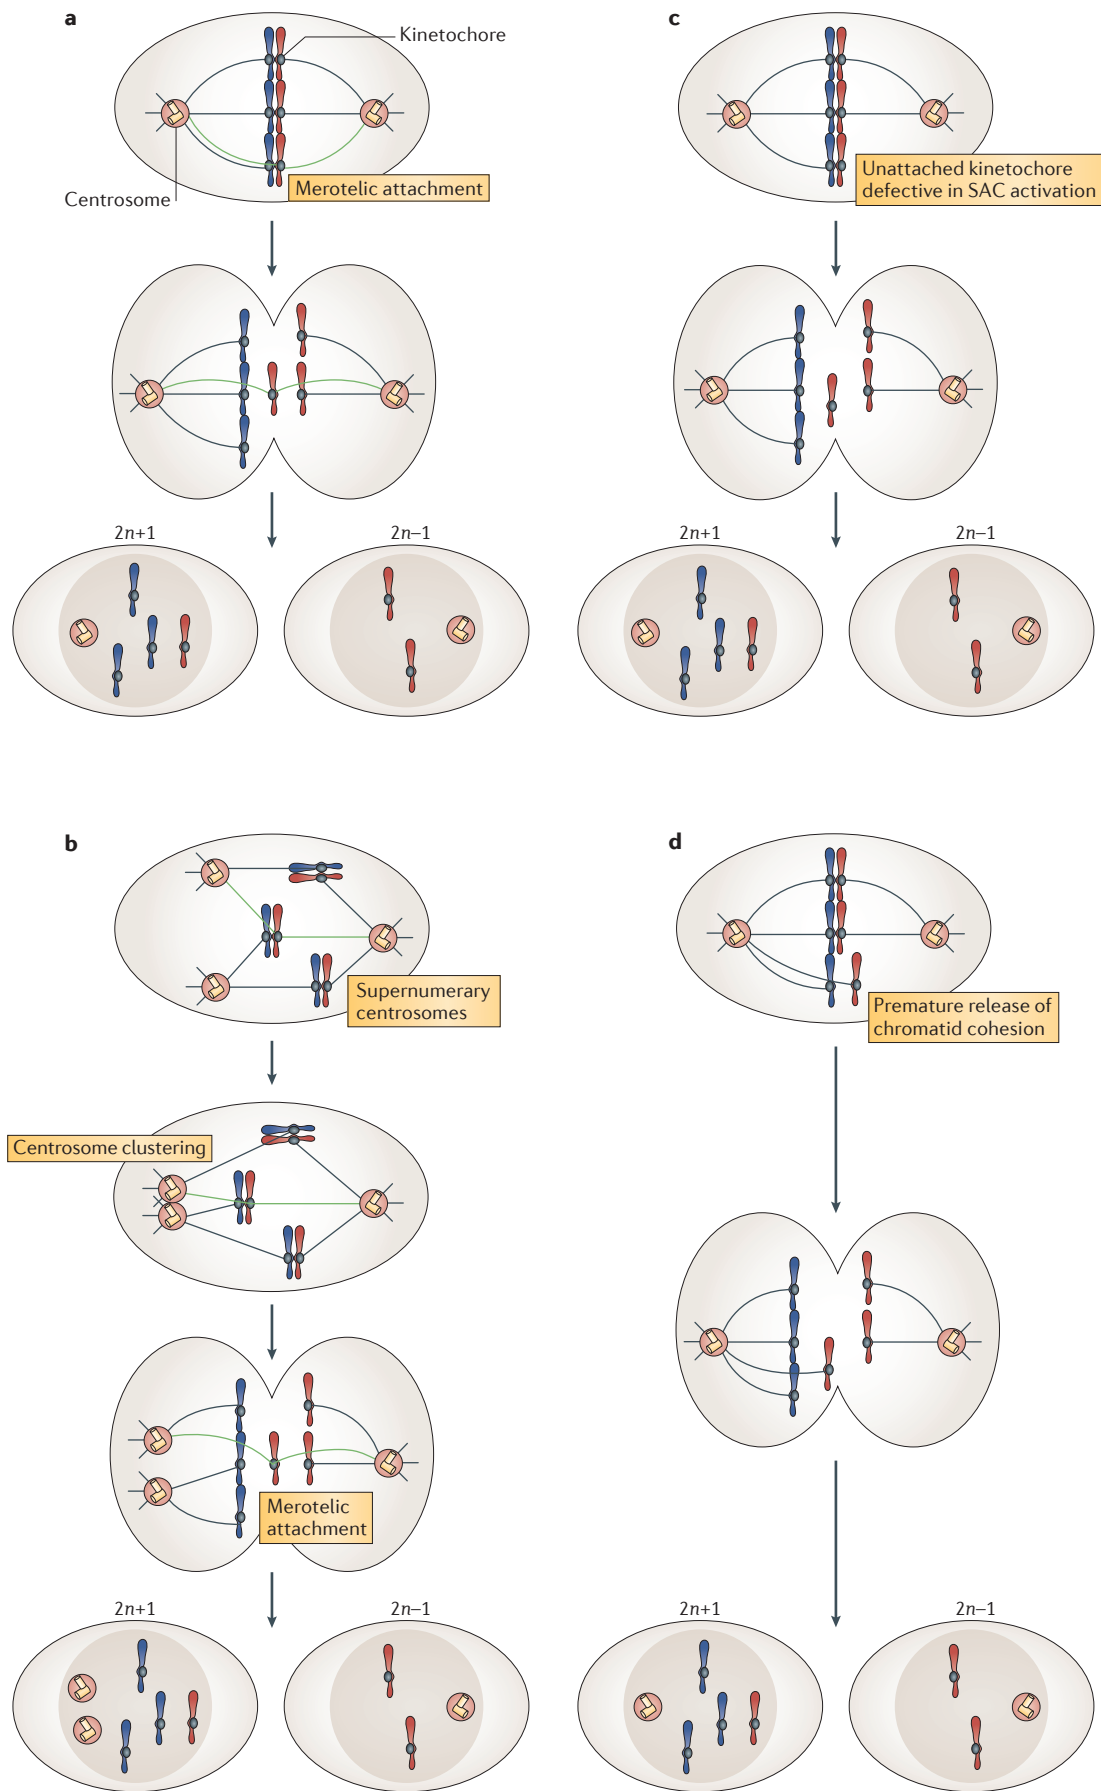 a
Kinetochore
Centrosome
Merotelic attachment
2n+1
2n–1
c
Unattached kinetochore
defective in SAC activation
2n+1
2n–1
b
Supernumerary
centrosomes
Centrosome clustering
Merotelic
attachment
2n+1
2n–1
d
Premature release of
chromatid cohesion
2n+1
2n–1